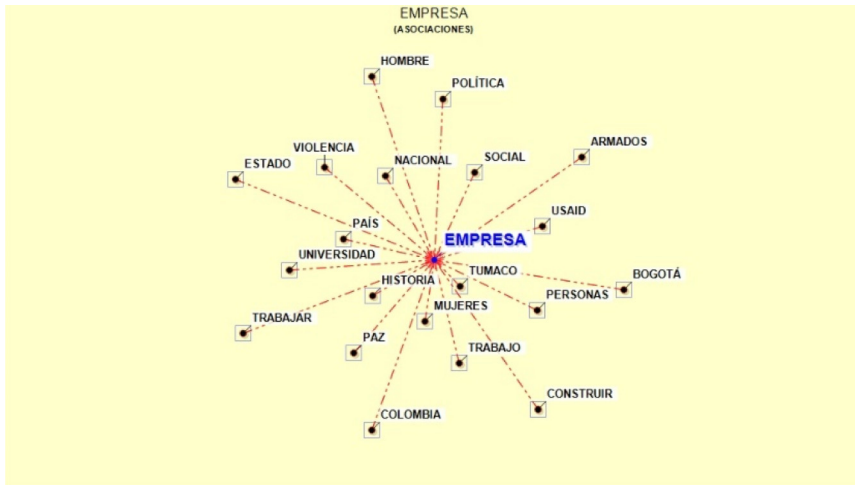 EMPRESA
(ASOCIACIONES)
HOMBRE
POLÍTICA
ARMADOS
VIOLENCIA
ESTADO
NACIONAL
SOCIAL
USAID
PAÍS
EMPRESA
UNIVERSIDAD
TUMACO
BOGOTÁ
HISTORIA
PERSONAS
MUJERES
TRABAJAR
PAZ
TRABAJO
CONSTRUIR
COLOMBIA